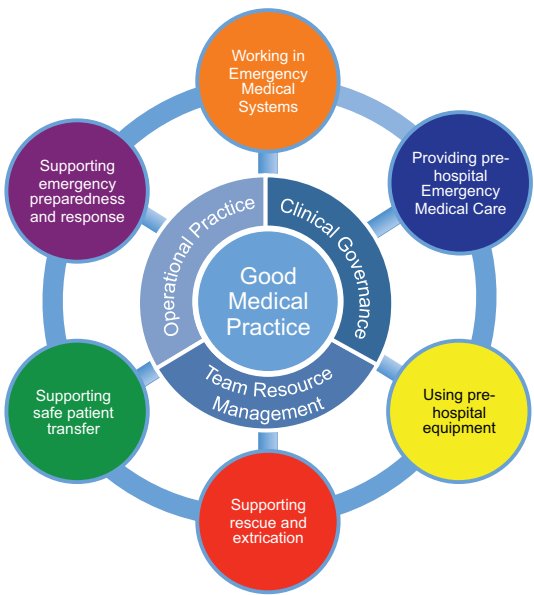 Working in
Emergency
Medical
Systems
Providing pre-
hospital
Emergency
Medical Care
Using pre-
hospital
equipment
Supporting
rescue and
extrication
Supporting
safe patient
transfer
Supporting
emergency
preparedness
and response
Operational Practice
Clinical Governance
Team Resource
Management
Good
Medical
Practice